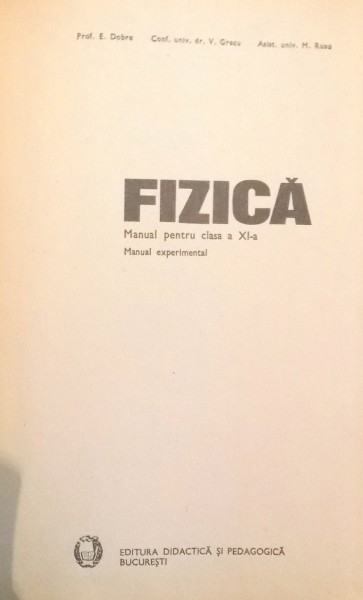 Prof. E. Dobre Conf. univ. dr. V. Grecu Asist. univ. M. Rusu
FIZICĂ
Manual pentru clasa a XI-a
Manual experimental
EDITURA DIDACTICĂ ȘI PEDAGOGICĂ
BUCUREȘTI